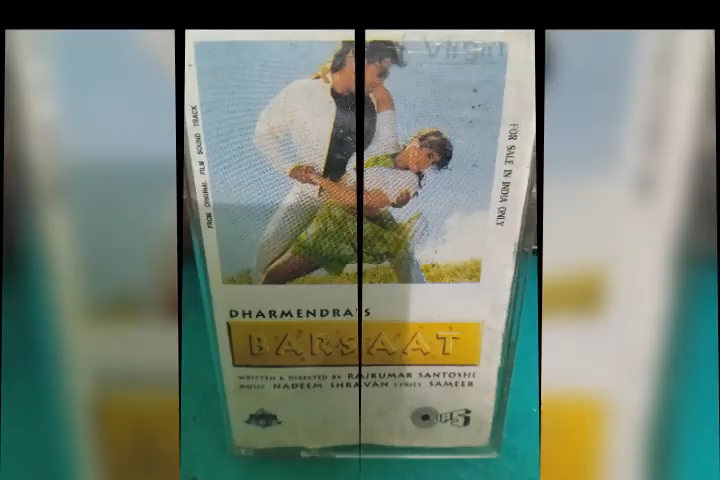 Virgin
FROM ORIGINAL FILM SOUND TRACK
FOR SALE IN INDIA ONLY
DHARMENDRA'S
BARSAAT
WRITTEN & DIRECTED BY RAJKUMAR SANTOSHI
MUSIC NADEEM SHRAVAN LYRICS SAMEER
TIPS